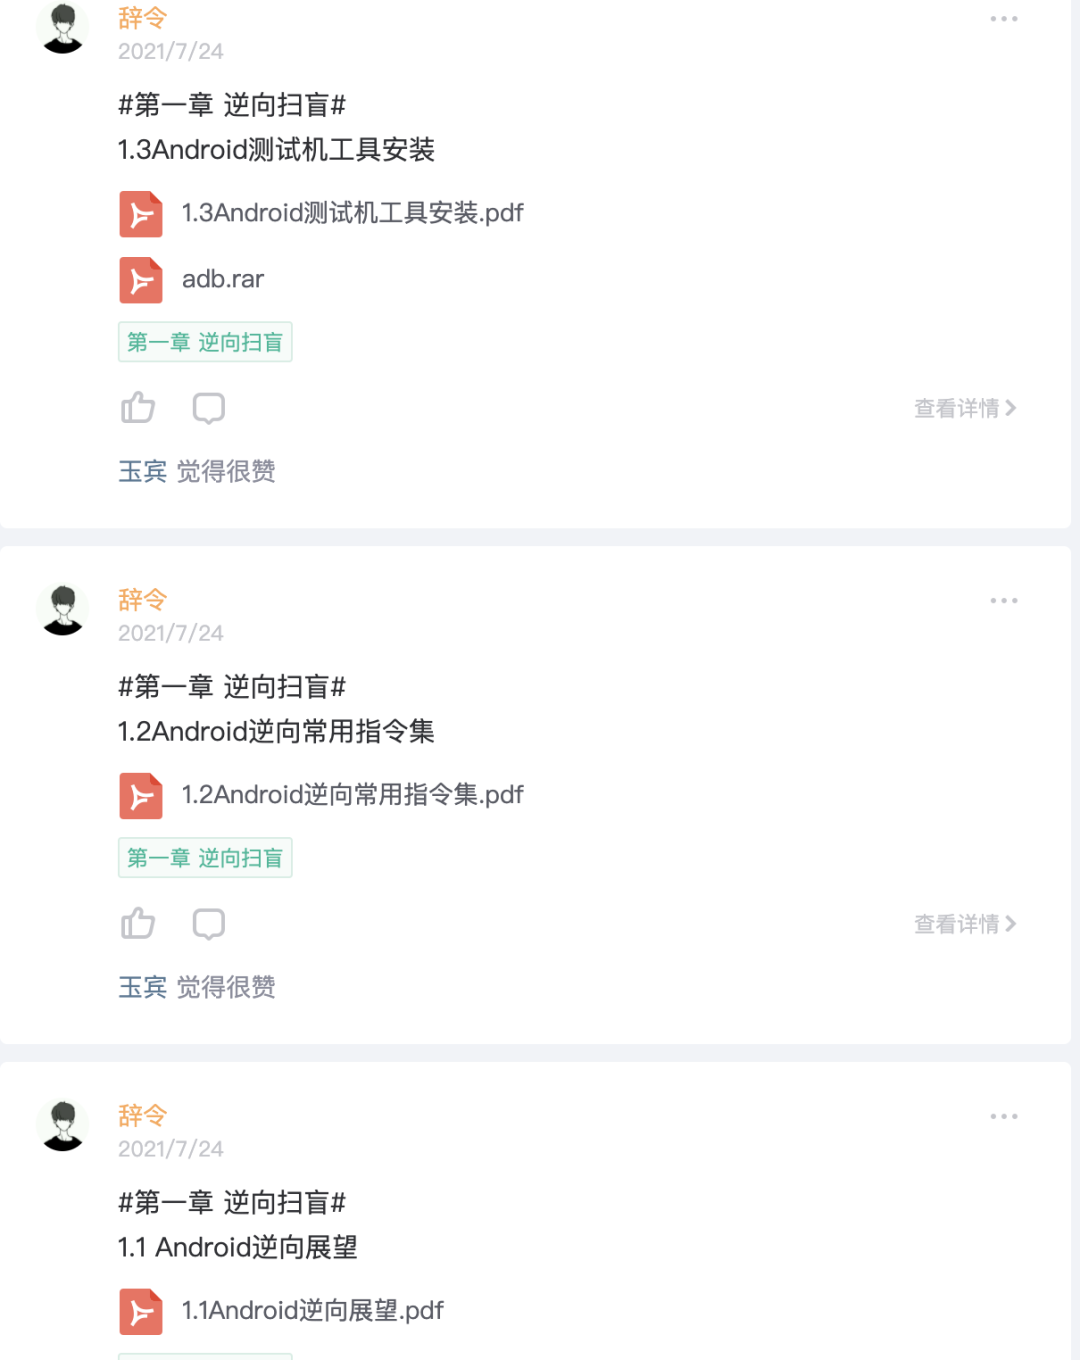 辞令
2021/7/24
#第一章 逆向扫盲#
1.3Android测试机工具安装
1.3Android测试机工具安装.pdf
adb.rar
第一章 逆向扫盲
查看详情
玉宾 觉得很赞
辞令
2021/7/24
#第一章 逆向扫盲#
1.2Android逆向常用指令集
1.2Android逆向常用指令集.pdf
第一章 逆向扫盲
查看详情
玉宾 觉得很赞
辞令
2021/7/24
#第一章 逆向扫盲#
1.1 Android逆向展望
1.1Android逆向展望.pdf